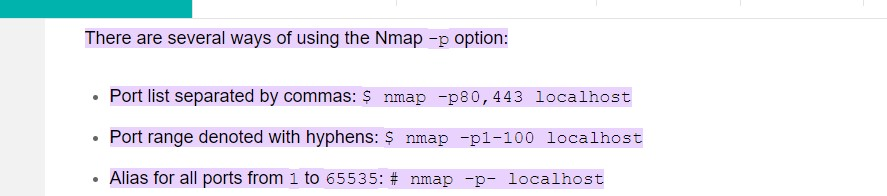 There are several ways of using the Nmap -p option:
• Port list separated by commas: $ nmap -p80,443 localhost
• Port range denoted with hyphens: $ nmap -p1-100 localhost
• Alias for all ports from 1 to 65535: # nmap -p- localhost